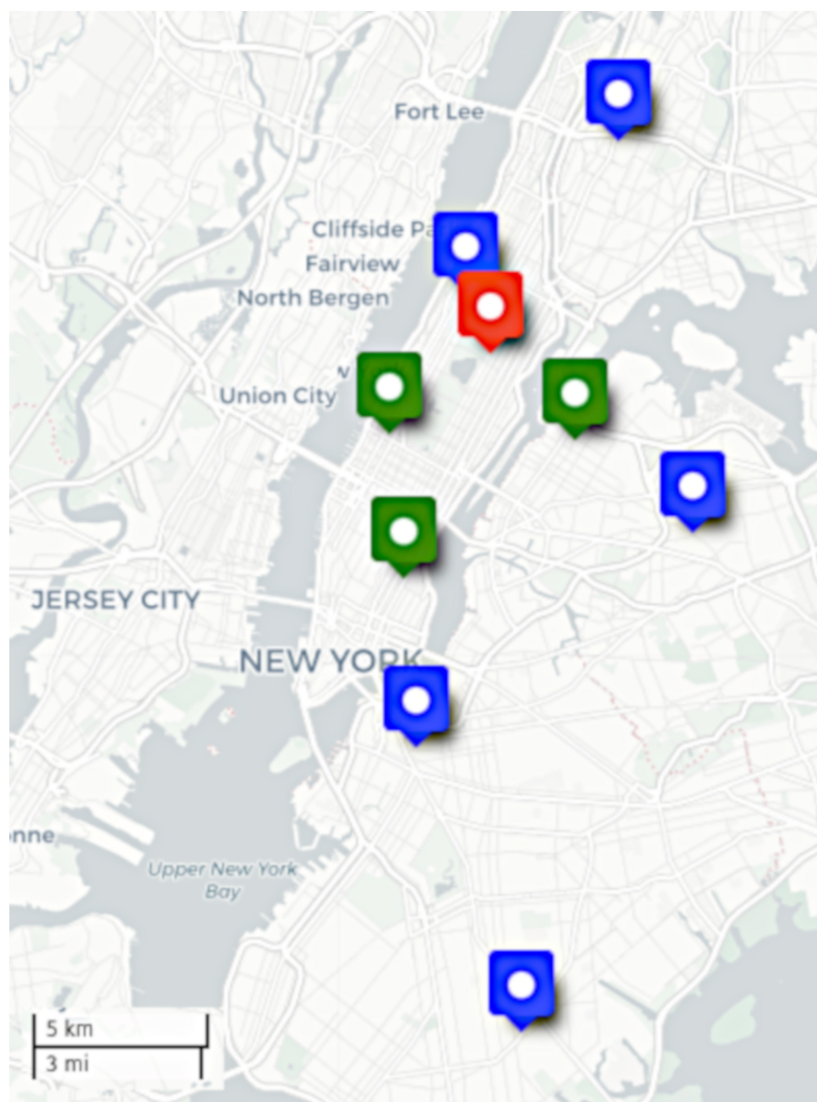 Fort Lee
Cliffside Pa
Fairview
North Bergen
Union City
JERSEY CITY
NEW YORK
nne
Upper New York
Bay
5 km
3 mi